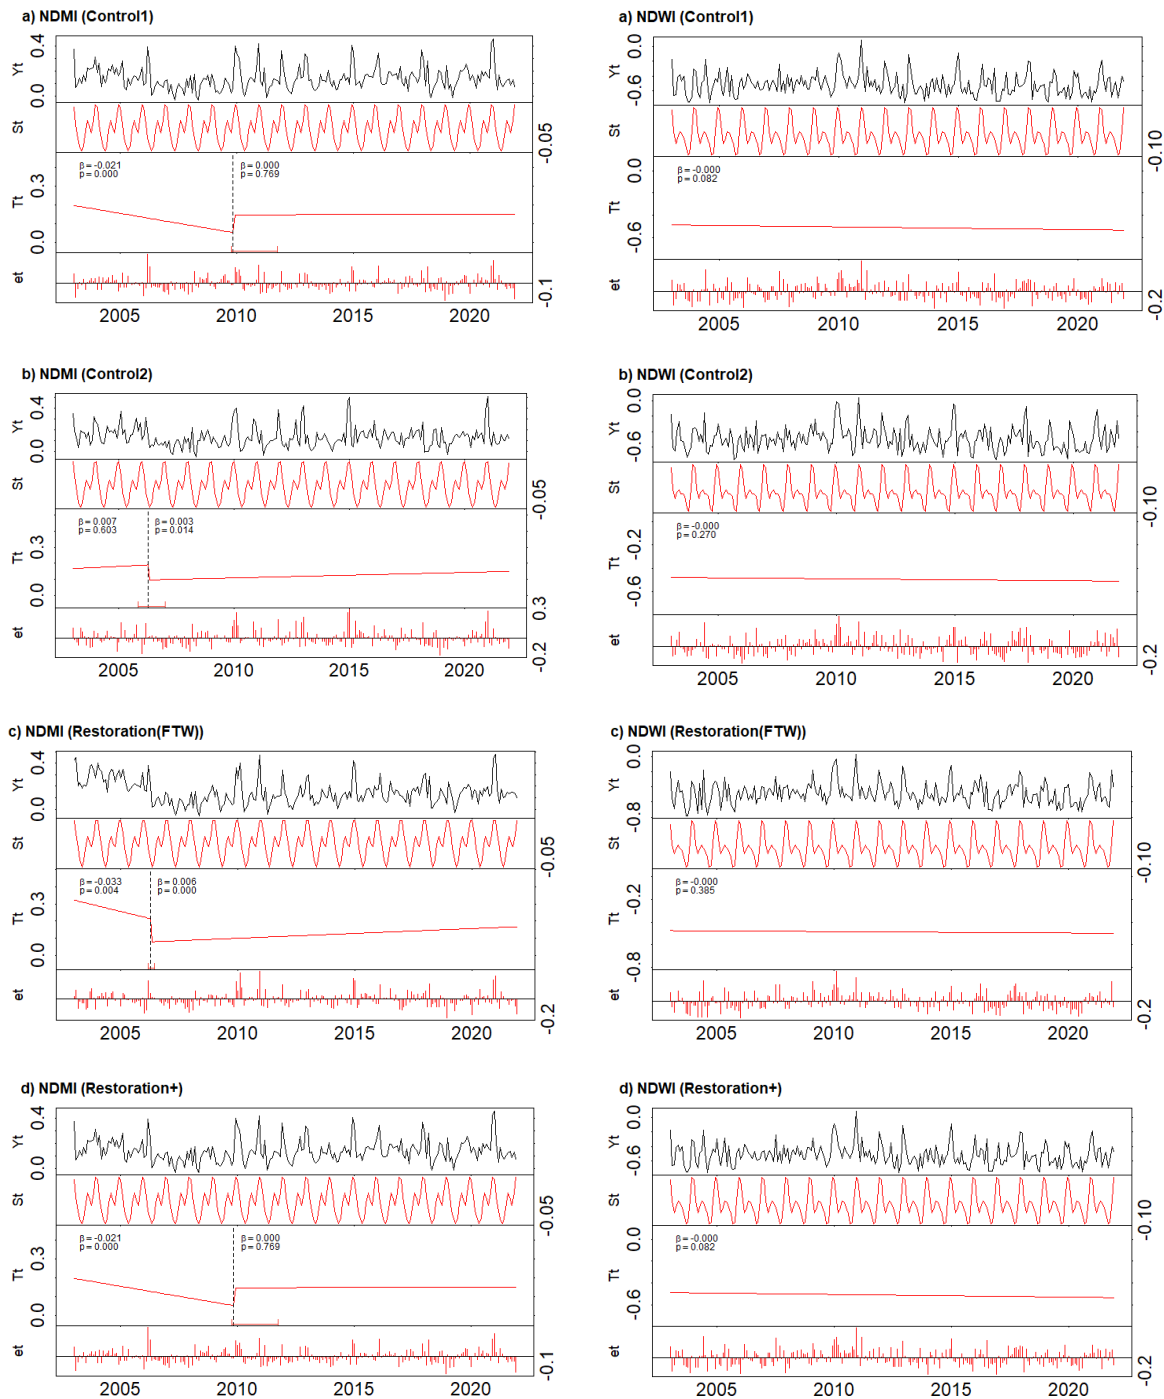 a) NDMI (Control1)
Yt
0.0 0.4
St
-0.05
β = -0.021
p = 0.000
β = 0.000
p = 0.769
Tt
0.0 0.3
et
-0.1
2005 2010 2015 2020
a) NDWI (Control1)
Yt
-0.6 0.0
St
-0.10
β = -0.000
p = 0.082
Tt
-0.6 0.0
et
-0.2
2005 2010 2015 2020
b) NDMI (Control2)
Yt
0.0 0.4
St
-0.05
β = 0.007
p = 0.603
β = 0.003
p = 0.014
Tt
0.0 0.3
et
-0.2 0.3
2005 2010 2015 2020
b) NDWI (Control2)
Yt
-0.6 0.0
St
-0.10
β = -0.000
p = 0.270
Tt
-0.6 -0.2
et
-0.2
2005 2010 2015 2020
c) NDMI (Restoration(FTW))
Yt
0.0 0.4
St
-0.05
β = -0.033
p = 0.004
β = 0.006
p = 0.000
Tt
0.0 0.3
et
-0.2
2005 2010 2015 2020
c) NDWI (Restoration(FTW))
Yt
-0.8 0.0
St
-0.10
β = -0.000
p = 0.385
Tt
-0.8 -0.2
et
-0.2
2005 2010 2015 2020
d) NDMI (Restoration+)
Yt
0.0 0.4
St
-0.05
β = -0.021
p = 0.000
β = 0.000
p = 0.769
Tt
0.0 0.3
et
-0.1
2005 2010 2015 2020
d) NDWI (Restoration+)
Yt
-0.6 0.0
St
-0.10
β = -0.000
p = 0.082
Tt
-0.6 0.0
et
-0.2
2005 2010 2015 2020